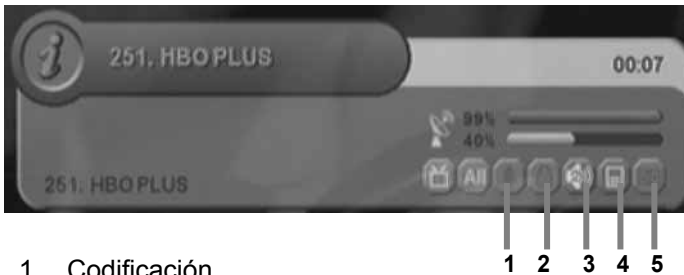 251. HBO PLUS
00:07
99%
40%
All
251. HBO PLUS
1 2 3 4 5
1 Codificación